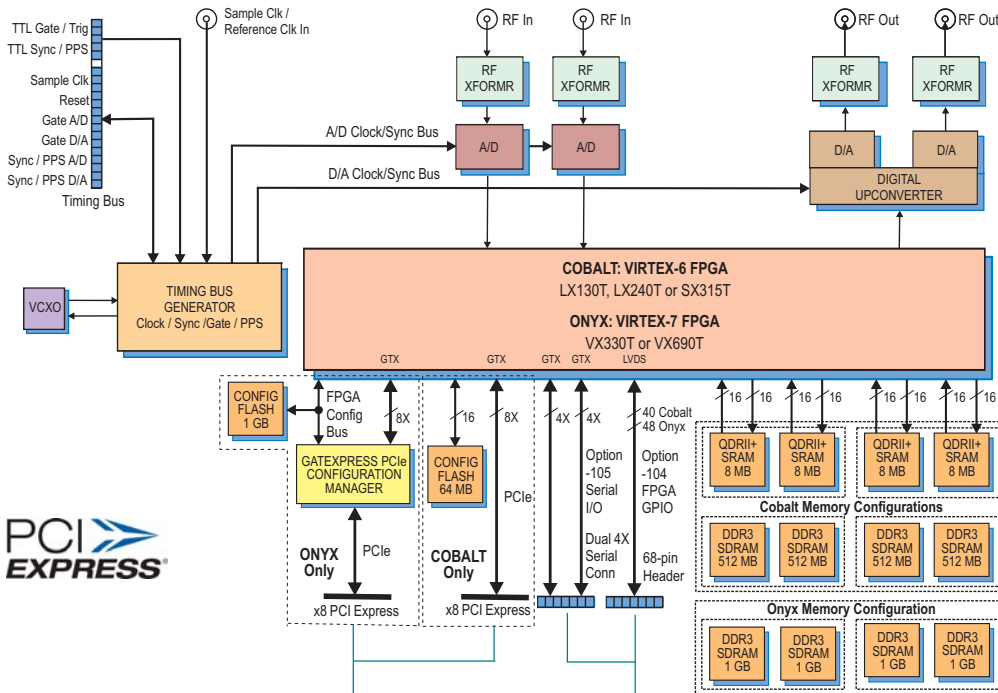 TTL Gate / Trig
TTL Sync / PPS
Sample Clk
Reset
Gate A/D
Gate D/A
Sync / PPS A/D
Sync / PPS D/A
Timing Bus
Sample Clk /
Reference Clk In
RF In
RF In
RF Out
RF Out
RF
XFORMR
RF
XFORMR
RF
XFORMR
RF
XFORMR
A/D Clock/Sync Bus
A/D
A/D
D/A
D/A
D/A Clock/Sync Bus
DIGITAL
UPCONVERTER
VCXO
TIMING BUS
GENERATOR
Clock / Sync /Gate / PPS
COBALT: VIRTEX-6 FPGA
LX130T, LX240T or SX315T
ONYX: VIRTEX-7 FPGA
VX330T or VX690T
GTX
GTX
GTX
GTX
LVDS
CONFIG
FLASH
1 GB
FPGA
Config
Bus
8X
16
8X
4X
4X
40 Cobalt
48 Onyx
16
16
16
16
16
16
16
16
GATEXPRESS PCIe
CONFIGURATION
MANAGER
CONFIG
FLASH
64 MB
PCIe
PCIe
Option
-105
Serial
I/O
Dual 4X
Serial
Conn
Option
-104
FPGA
GPIO
68-pin
Header
ONYX
Only
COBALT
Only
x8 PCI Express
x8 PCI Express
QDRII+
SRAM
8 MB
QDRII+
SRAM
8 MB
QDRII+
SRAM
8 MB
QDRII+
SRAM
8 MB
Cobalt Memory Configurations
DDR3
SDRAM
512 MB
DDR3
SDRAM
512 MB
DDR3
SDRAM
512 MB
DDR3
SDRAM
512 MB
Onyx Memory Configuration
DDR3
SDRAM
1 GB
DDR3
SDRAM
1 GB
DDR3
SDRAM
1 GB
DDR3
SDRAM
1 GB
PCI
EXPRESS®